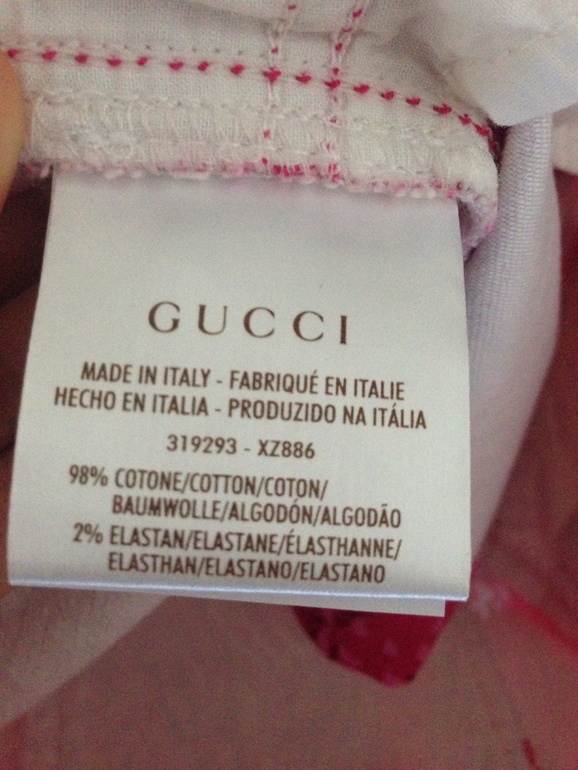 GUCCI
MADE IN ITALY - FABRIQUÉ EN ITALIE
HECHO EN ITALIA - PRODUZIDO NA ITÁLIA
319293 - XZ886
98% COTONE/COTTON/COTON/
BAUMWOLLE/ALGODÓN/ALGODÃO
2% ELASTAN/ELASTANE/ÉLASTHANNE/
ELASTHAN/ELASTANO/ELASTANO